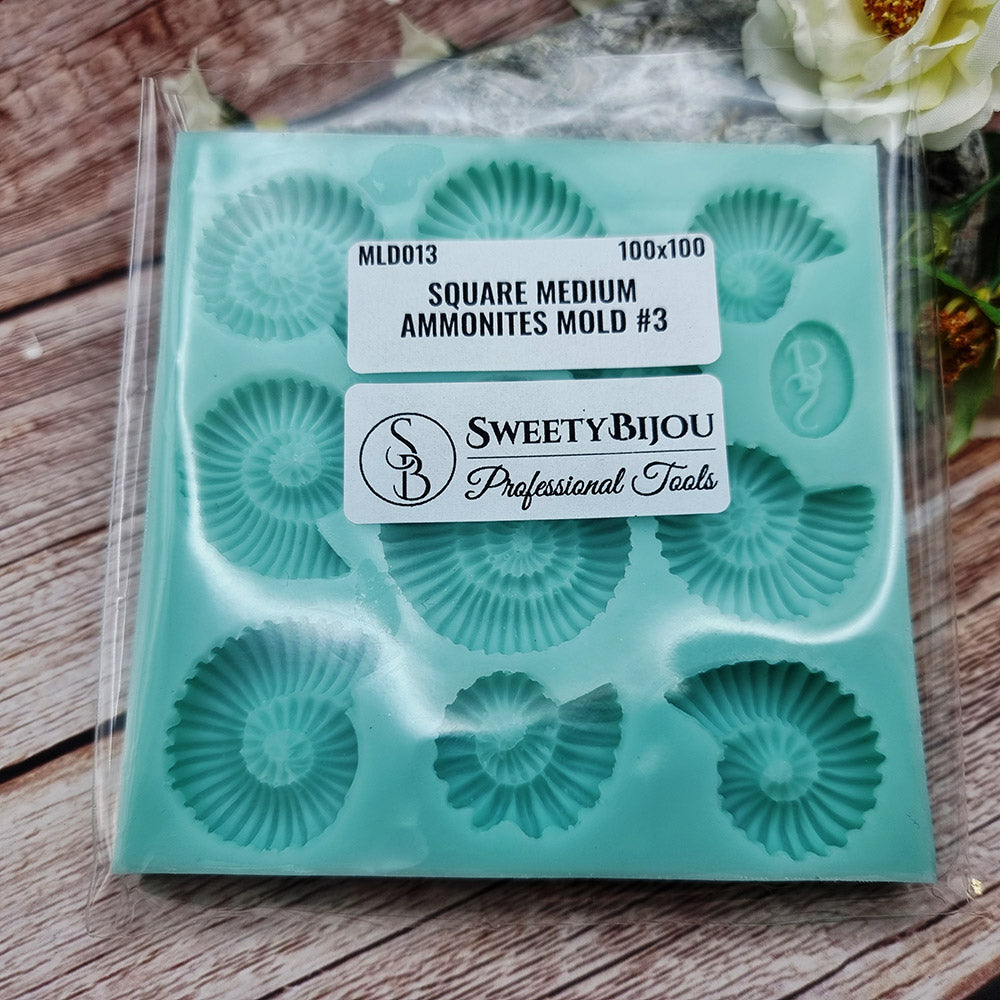 MLD013 100x100
SQUARE MEDIUM
AMMONITES MOLD #3
SB SWEETYBIJOU
Professional Tools